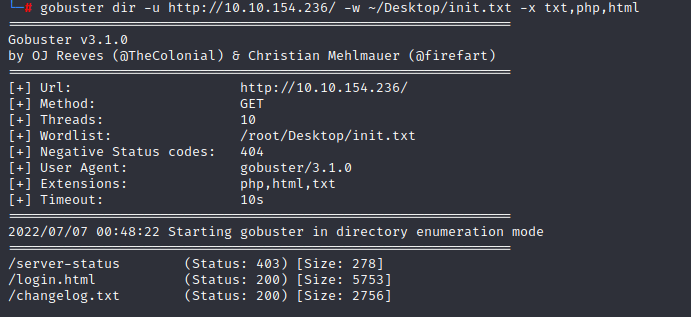 └─# gobuster dir -u http://10.10.154.236/ -w ~/Desktop/init.txt -x txt,php,html
===============================================================
Gobuster v3.1.0
by OJ Reeves (@TheColonial) & Christian Mehlmauer (@firefart)
===============================================================
[+] Url:                     http://10.10.154.236/
[+] Method:                  GET
[+] Threads:                 10
[+] Wordlist:                /root/Desktop/init.txt
[+] Negative Status codes:   404
[+] User Agent:              gobuster/3.1.0
[+] Extensions:              php,html,txt
[+] Timeout:                 10s
===============================================================
2022/07/07 00:48:22 Starting gobuster in directory enumeration mode
===============================================================
/server-status        (Status: 403) [Size: 278]
/login.html           (Status: 200) [Size: 5753]
/changelog.txt        (Status: 200) [Size: 2756]